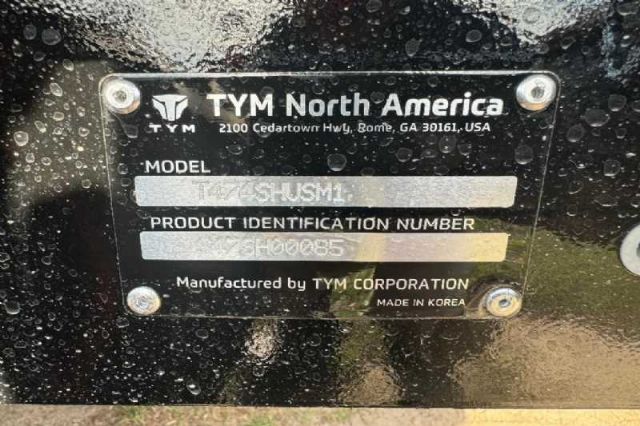 TYM
TYM North America
2100 Cedartown Hwy, Rome, GA 30161, USA
MODEL
T474SHUSM1
PRODUCT IDENTIFICATION NUMBER
Manufactured by TYM CORPORATION
MADE IN KOREA